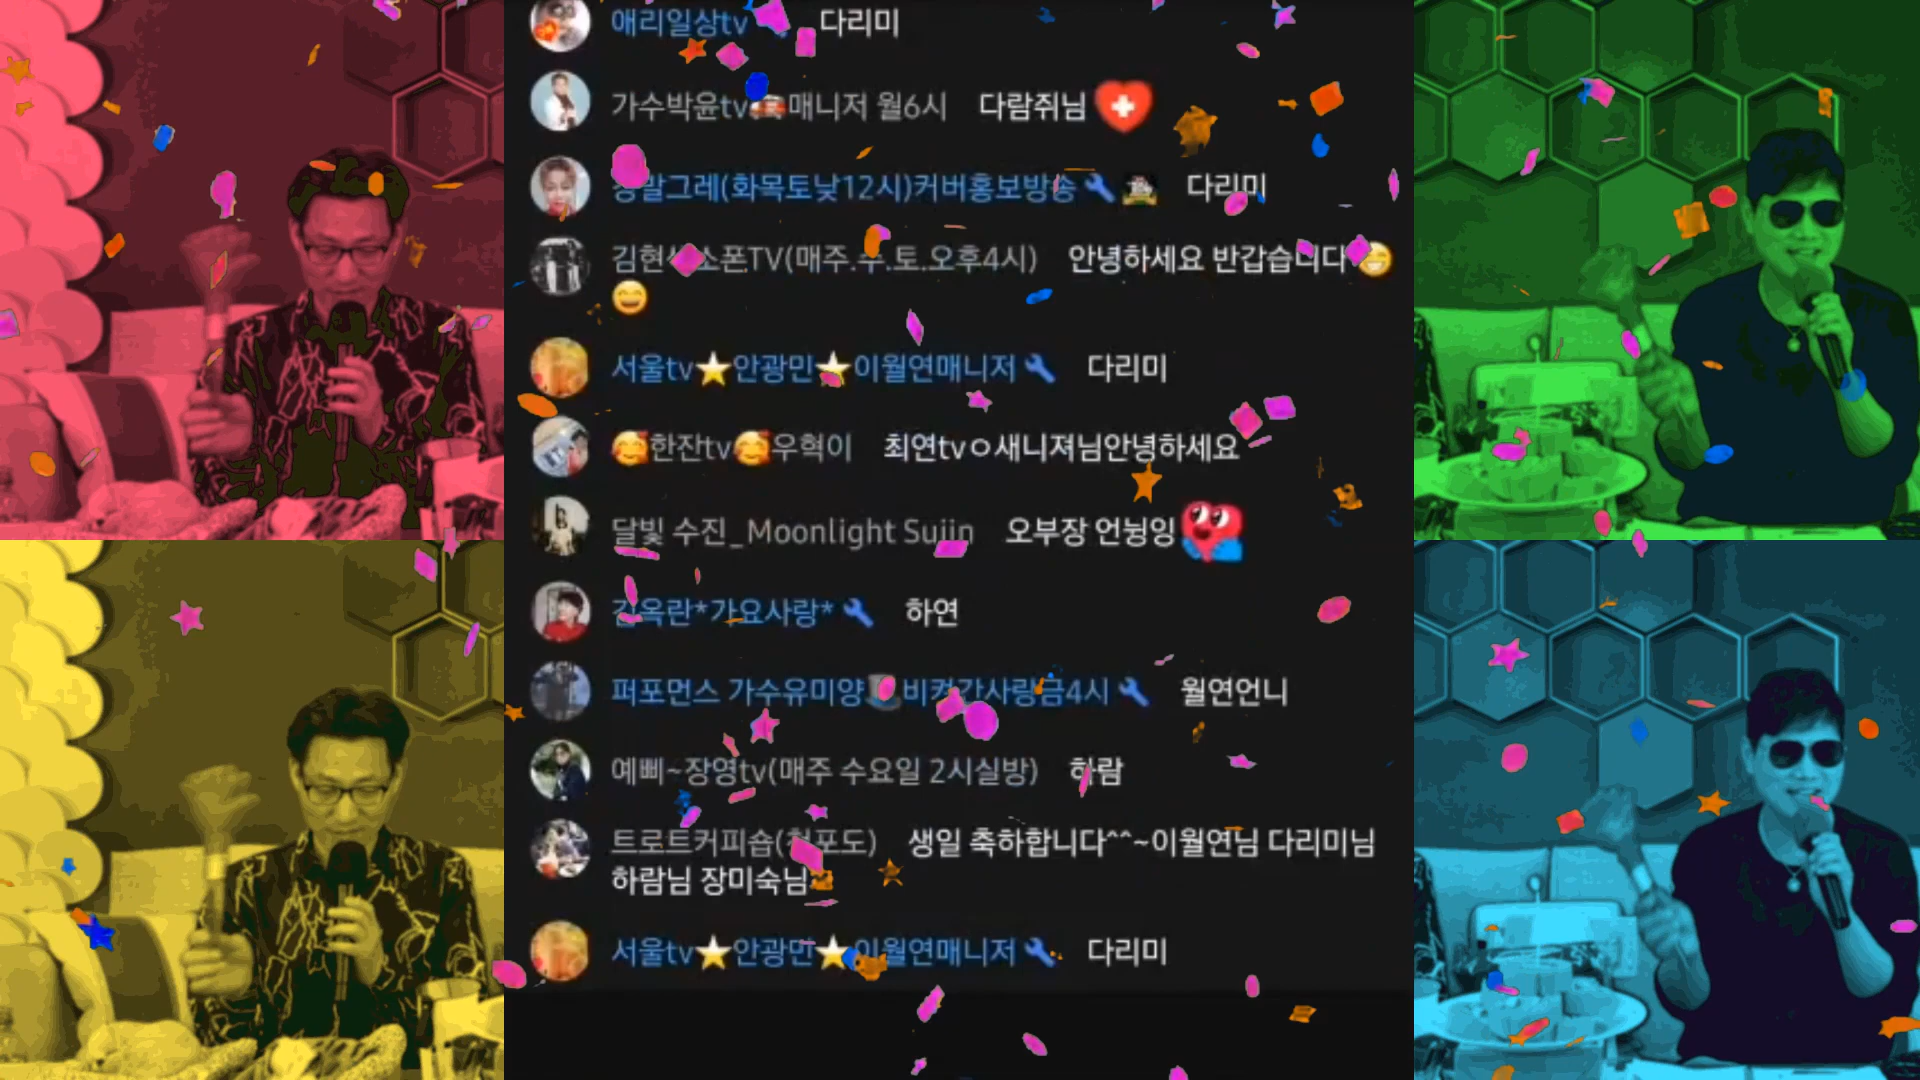 애리일상tv 다리미
가수박윤tv 매니저 월6시 다람쥐님
정말그레(화목토낮12시)커버홍보방송 다리미
소폰TV(매주.수.토.오후4시) 안녕하세요 반갑습니다
서울tv 안광민 이월연매니저 다리미
한잔tv 우혁이 최연tvㅇ새니져님안녕하세요
달빛 수진_Moonlight Sujin 오부장 언뉭잉
김옥란*가요사랑* 하연
퍼포먼스 가수유미양 월연언니
예삐~장영tv(매주 수요일 2시실방) 하람
트로트커피숍(청포도) 생일 축하합니다^^~이월연님 다리미님
하람님 장미숙님
서울tv 안광민 이월연매니저 다리미